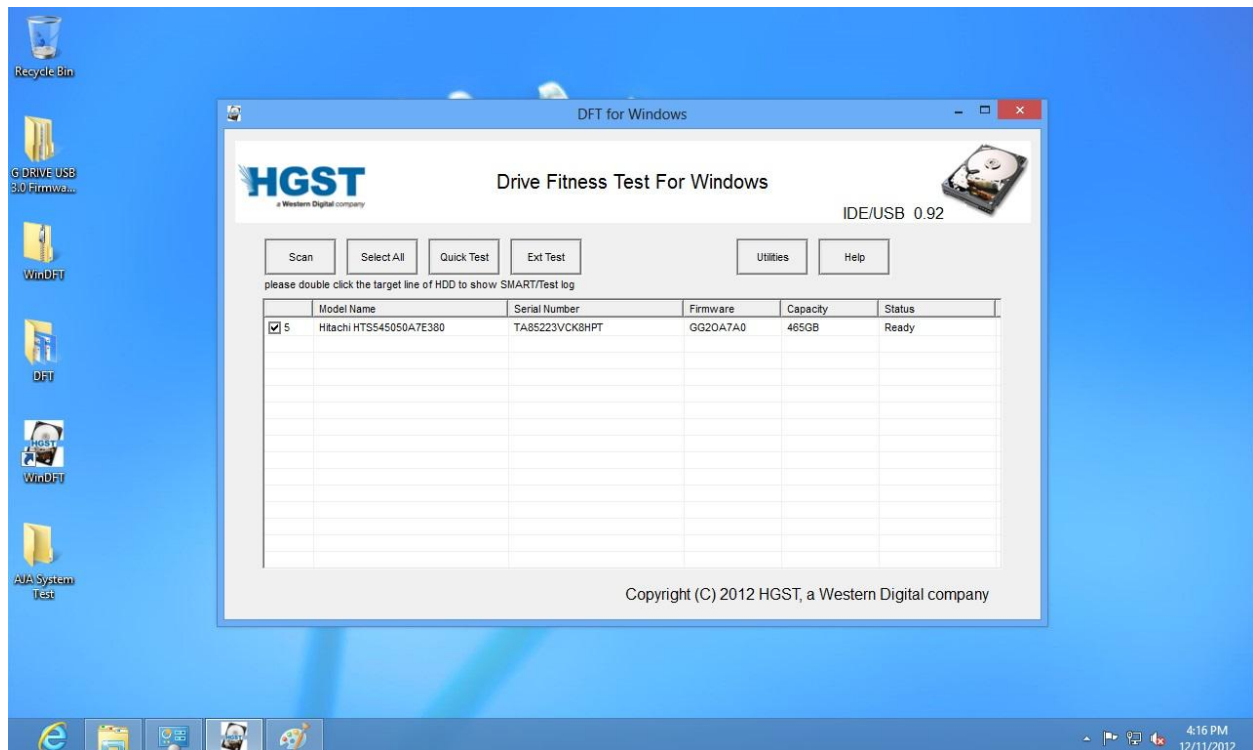 Recycle Bin
G DRIVE USB
3.0 Firmwa...
WinDFT
DFT
WinDFT
AJA System
Test
DFT for Windows
HGST
a Western Digital company
Drive Fitness Test For Windows
IDE/USB 0.92
Scan Select All Quick Test Ext Test Utilities Help
please double click the target line of HDD to show SMART/Test log
Model Name Serial Number Firmware Capacity Status
5 Hitachi HTS545050A7E380 TA85223VCK8HPT GG2OA7A0 465GB Ready
Copyright (C) 2012 HGST, a Western Digital company
HGST
HGST
4:16 PM
12/11/2012